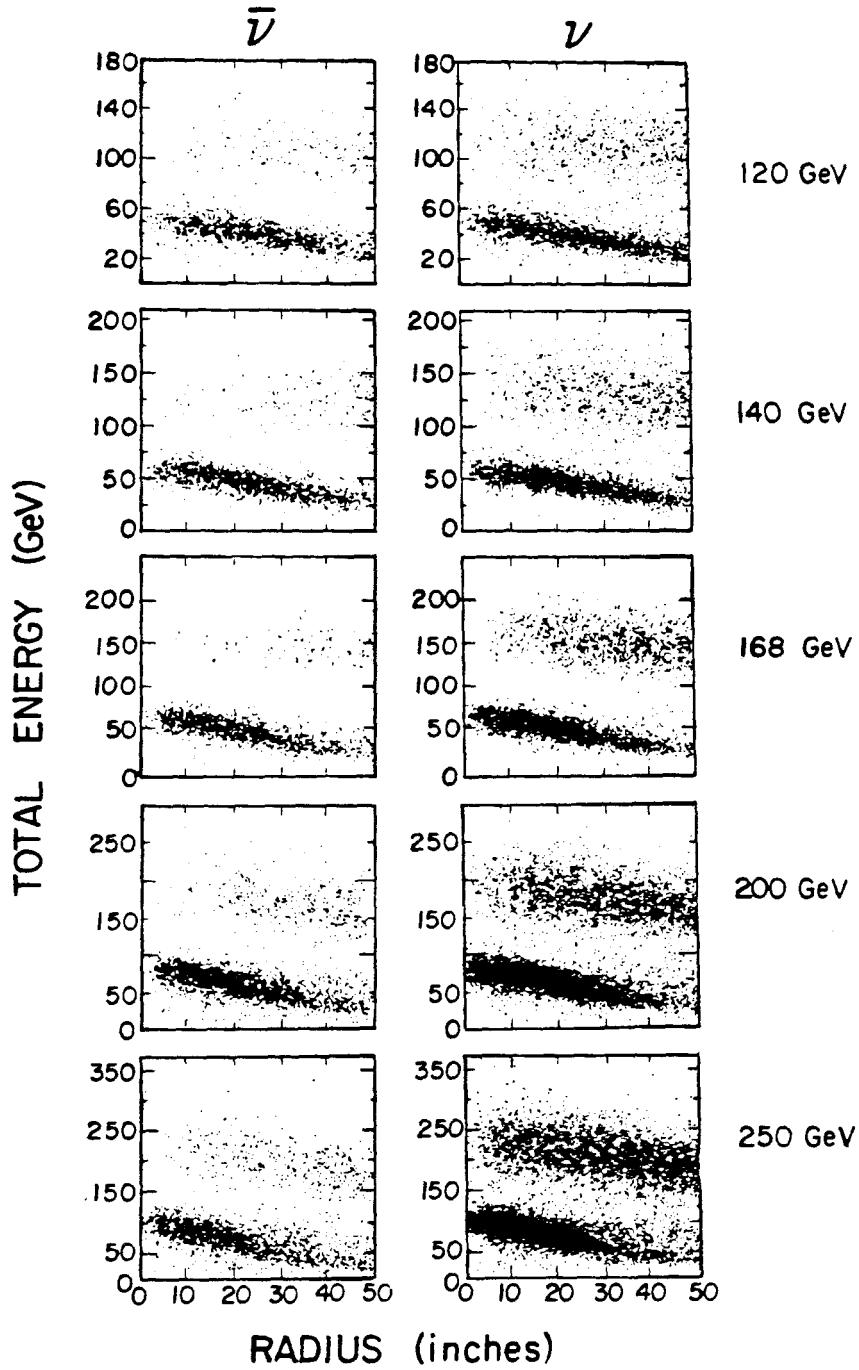 ν̄ ν
180 180
140 140
100 100
60 60
20 20
120 GeV
200 200
150 150
100 100
50 50
0 0
140 GeV
200 200
150 150
100 100
50 50
0 0
168 GeV
250 250
150 150
50 50
0 0
200 GeV
350 350
250 250
150 150
50 50
0 0
250 GeV
0 10 20 30 40 50 0 10 20 30 40 50
TOTAL ENERGY (GeV)
RADIUS (inches)